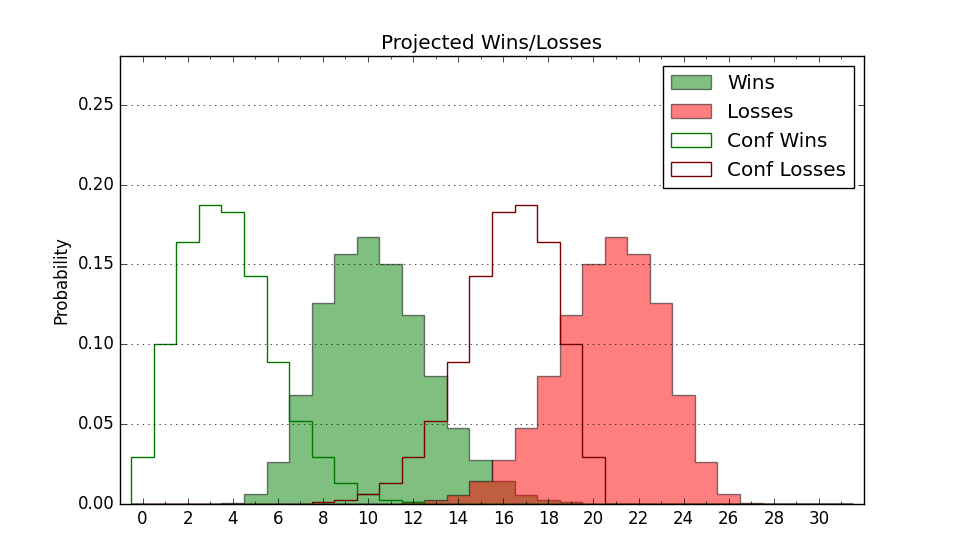 Projected Wins/Losses
Wins
Losses
Conf Wins
Conf Losses
Probability
0.25
0.20
0.15
0.10
0.05
0.00
0 2 4 6 8 10 12 14 16 18 20 22 24 26 28 30